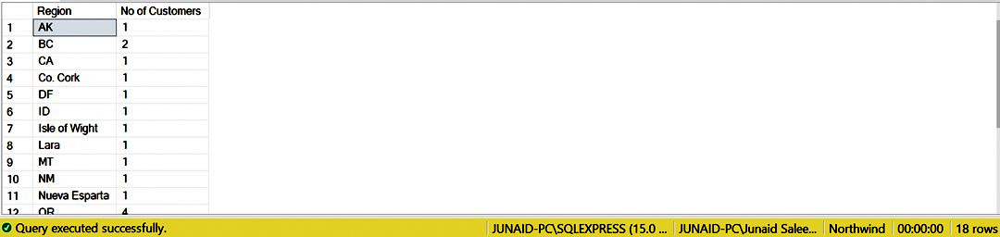 Region No of Customers
1 AK 1
2 BC 2
3 CA 1
4 Co. Cork 1
5 DF 1
6 ID 1
7 Isle of Wight 1
8 Lara 1
9 MT 1
10 NM 1
11 Nueva Esparta 1
12 OR 4
Query executed successfully. JUNAID-PC\SQLEXPRESS (15.0 ... JUNAID-PC\Junaid Salee... Northwind 00:00:00 18 rows